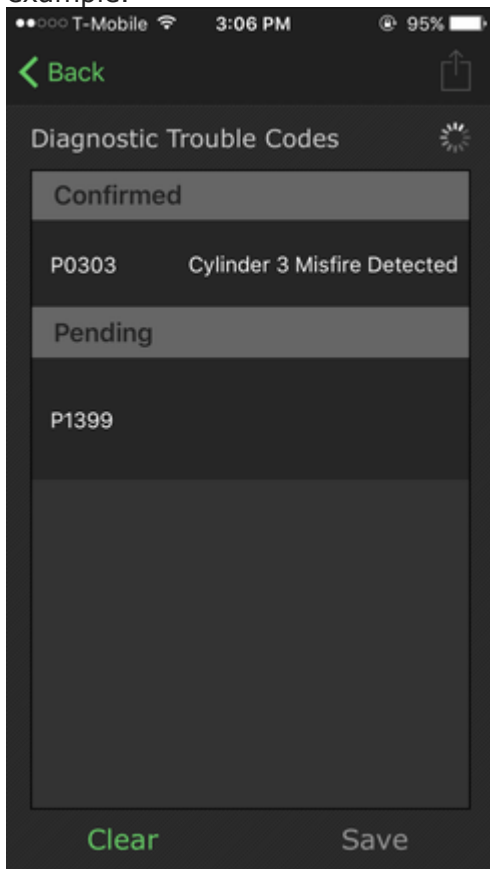 T-Mobile 3:06 PM 95%
Back
Diagnostic Trouble Codes
Confirmed
P0303 Cylinder 3 Misfire Detected
Pending
P1399
Clear Save